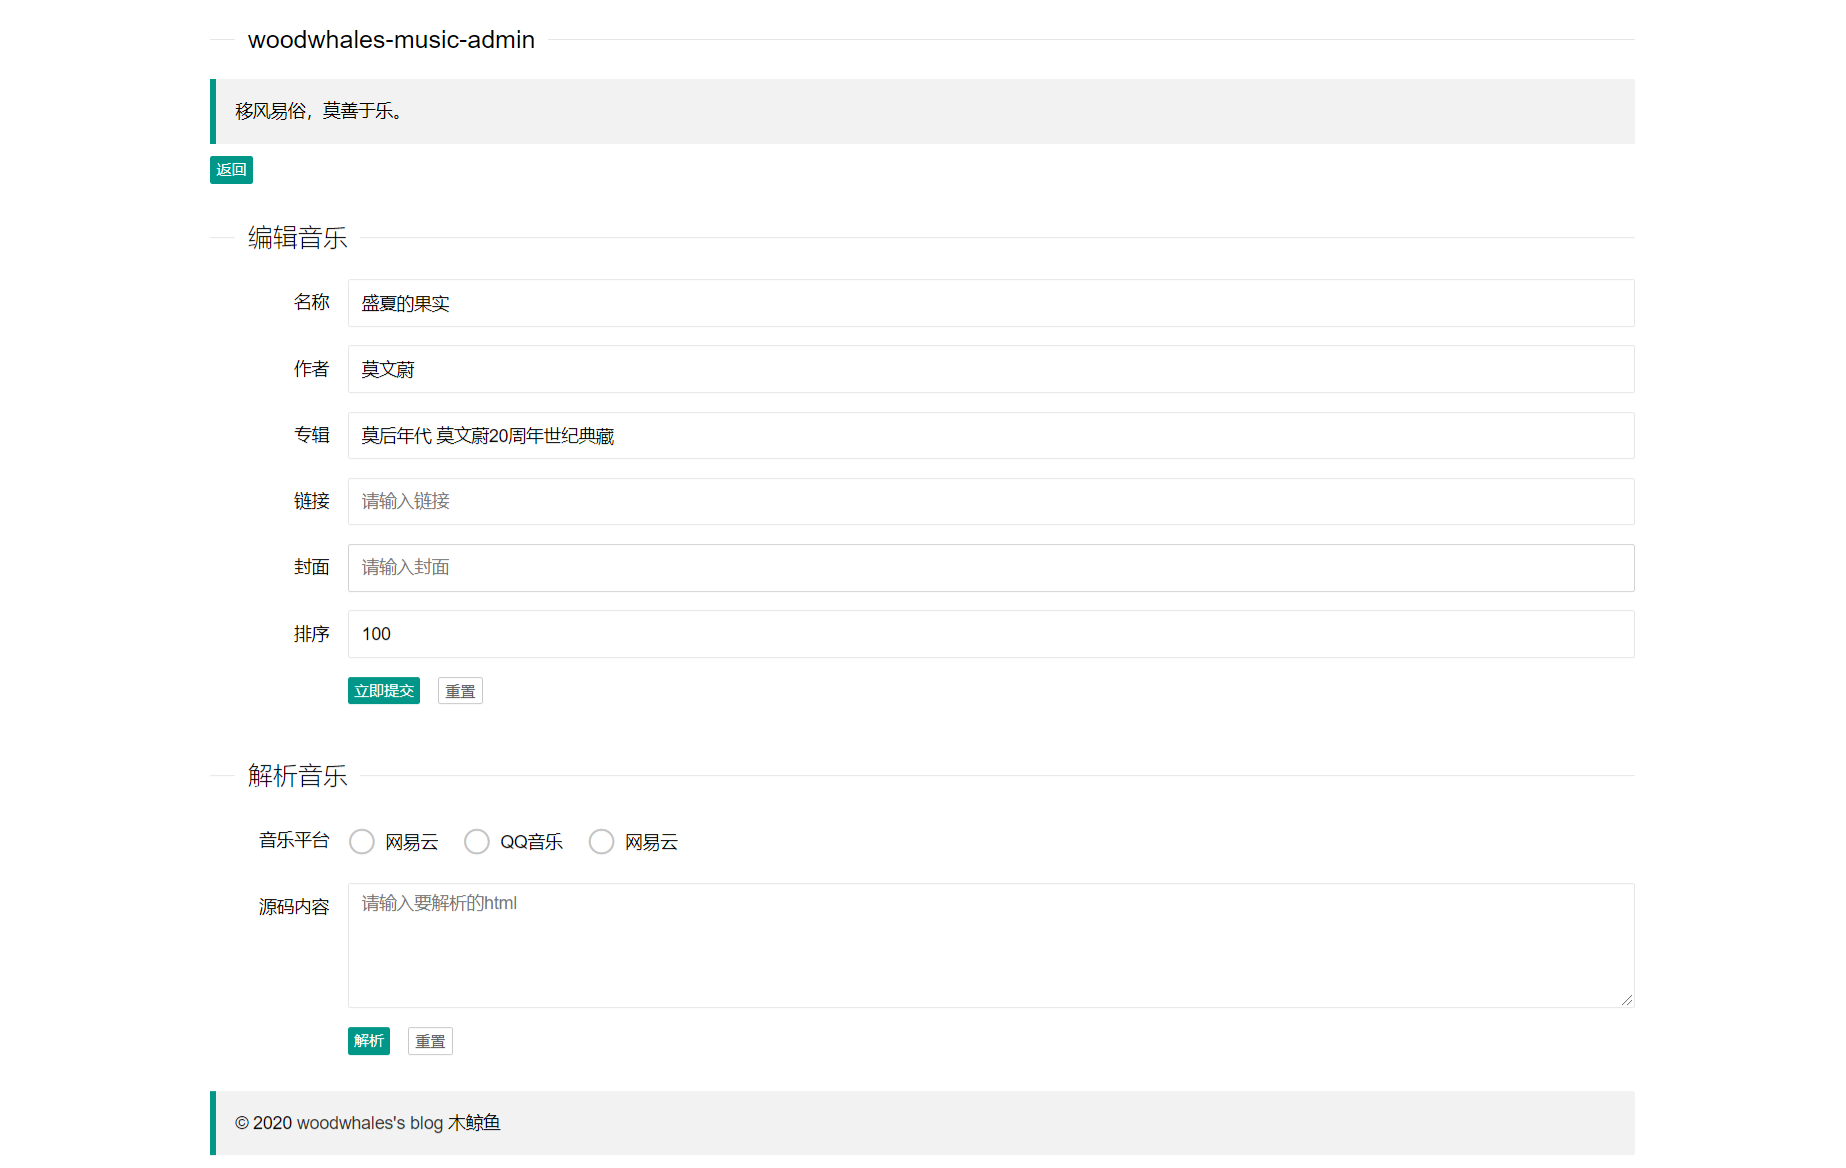 woodwhales-music-admin
移风易俗，莫善于乐。
返回
编辑音乐
名称 盛夏的果实
作者 莫文蔚
专辑 莫后年代 莫文蔚20周年世纪典藏
链接 请输入链接
封面 请输入封面
排序 100
立即提交 重置
解析音乐
音乐平台 网易云 QQ音乐 网易云
源码内容 请输入要解析的html
解析 重置
© 2020 woodwhales's blog 木鲸鱼